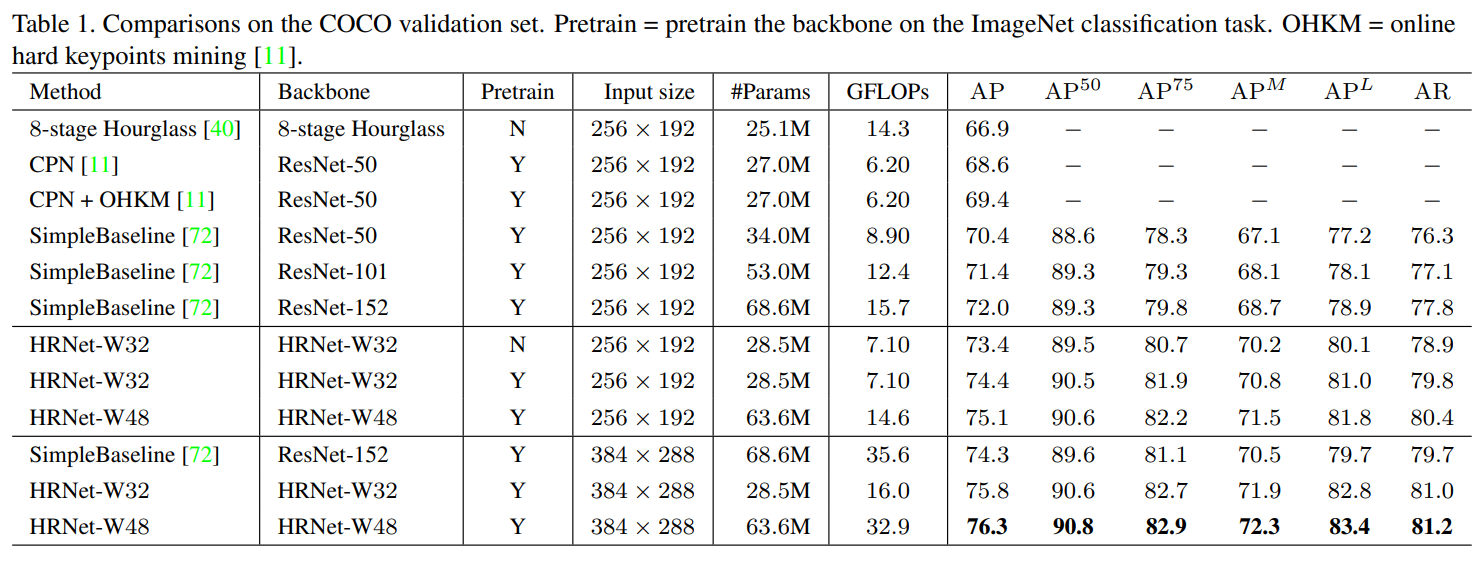 Table 1. Comparisons on the COCO validation set. Pretrain = pretrain the backbone on the ImageNet classification task. OHKM = online
hard keypoints mining [11].
Method Backbone Pretrain Input size #Params GFLOPs AP AP^50 AP^75 AP^M AP^L AR
8-stage Hourglass [40] 8-stage Hourglass N 256 × 192 25.1M 14.3 66.9 − − − − −
CPN [11] ResNet-50 Y 256 × 192 27.0M 6.20 68.6 − − − − −
CPN + OHKM [11] ResNet-50 Y 256 × 192 27.0M 6.20 69.4 − − − − −
SimpleBaseline [72] ResNet-50 Y 256 × 192 34.0M 8.90 70.4 88.6 78.3 67.1 77.2 76.3
SimpleBaseline [72] ResNet-101 Y 256 × 192 53.0M 12.4 71.4 89.3 79.3 68.1 78.1 77.1
SimpleBaseline [72] ResNet-152 Y 256 × 192 68.6M 15.7 72.0 89.3 79.8 68.7 78.9 77.8
HRNet-W32 HRNet-W32 N 256 × 192 28.5M 7.10 73.4 89.5 80.7 70.2 80.1 78.9
HRNet-W32 HRNet-W32 Y 256 × 192 28.5M 7.10 74.4 90.5 81.9 70.8 81.0 79.8
HRNet-W48 HRNet-W48 Y 256 × 192 63.6M 14.6 75.1 90.6 82.2 71.5 81.8 80.4
SimpleBaseline [72] ResNet-152 Y 384 × 288 68.6M 35.6 74.3 89.6 81.1 70.5 79.7 79.7
HRNet-W32 HRNet-W32 Y 384 × 288 28.5M 16.0 75.8 90.6 82.7 71.9 82.8 81.0
HRNet-W48 HRNet-W48 Y 384 × 288 63.6M 32.9 76.3 90.8 82.9 72.3 83.4 81.2